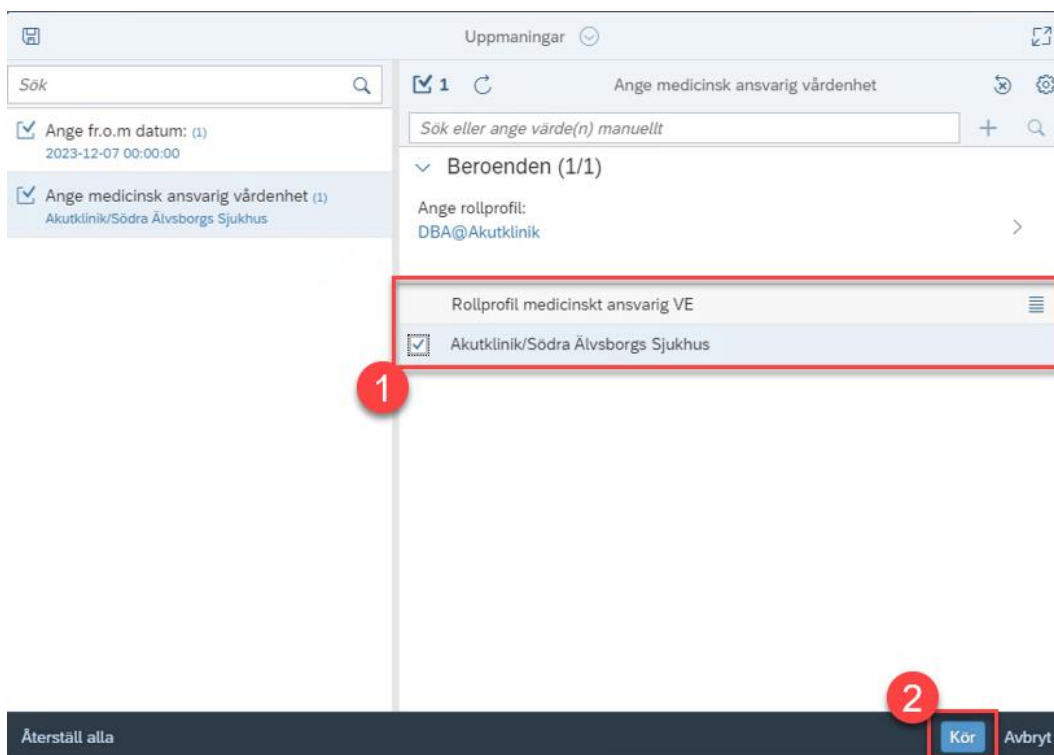 Uppmaningar
Sök
1
Ange medicinsk ansvarig vårdenhet
Ange fr.o.m datum: (1)
2023-12-07 00:00:00
Ange medicinsk ansvarig vårdenhet (1)
Akutklinik/Södra Älvsborgs Sjukhus
Sök eller ange värde(n) manuellt
Beroenden (1/1)
Ange rollprofil:
DBA@Akutklinik
Rollprofil medicinskt ansvarig VE
Akutklinik/Södra Älvsborgs Sjukhus
1
2
Återställ alla
Kör
Avbryt